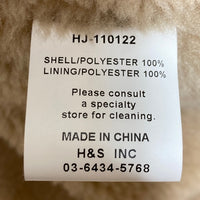 HJ-110122
SHELL/POLYESTER 100%
LINING/POLYESTER 100%
Please consult
a specialty
store for cleaning.
MADE IN CHINA
H&S INC
03-6434-5768